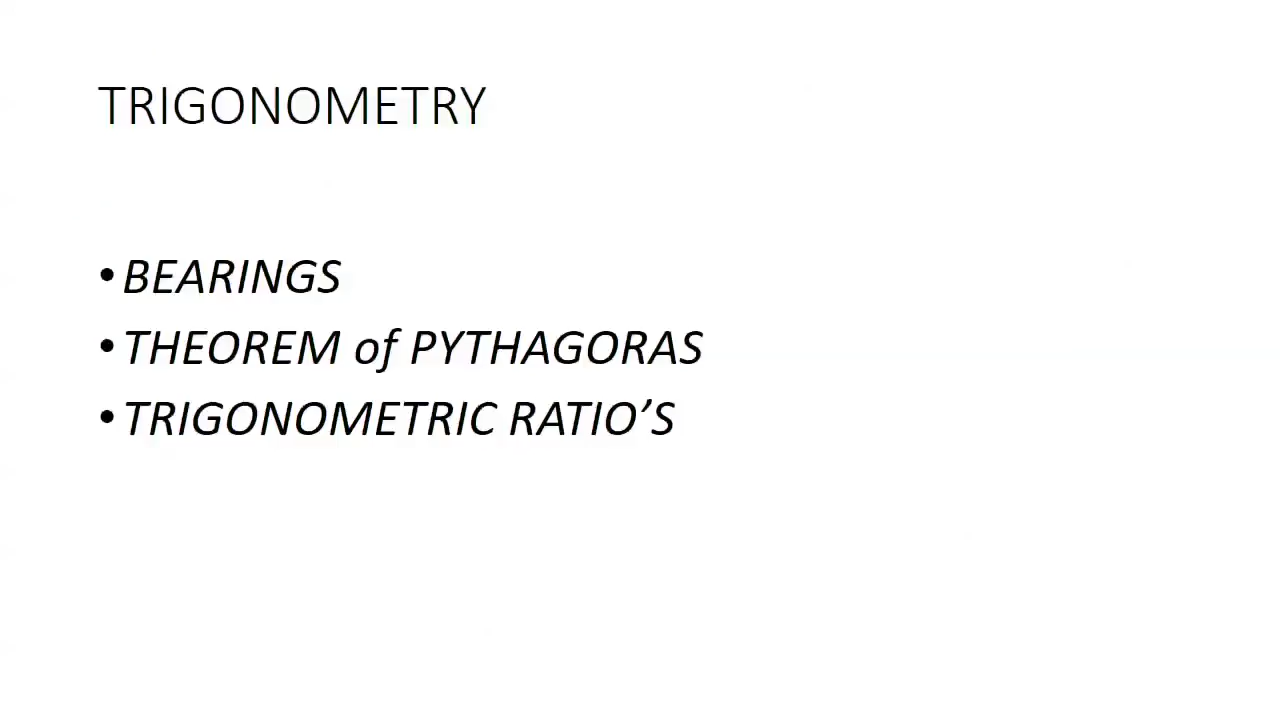 TRIGONOMETRY
• BEARINGS
• THEOREM of PYTHAGORAS
• TRIGONOMETRIC RATIO’S